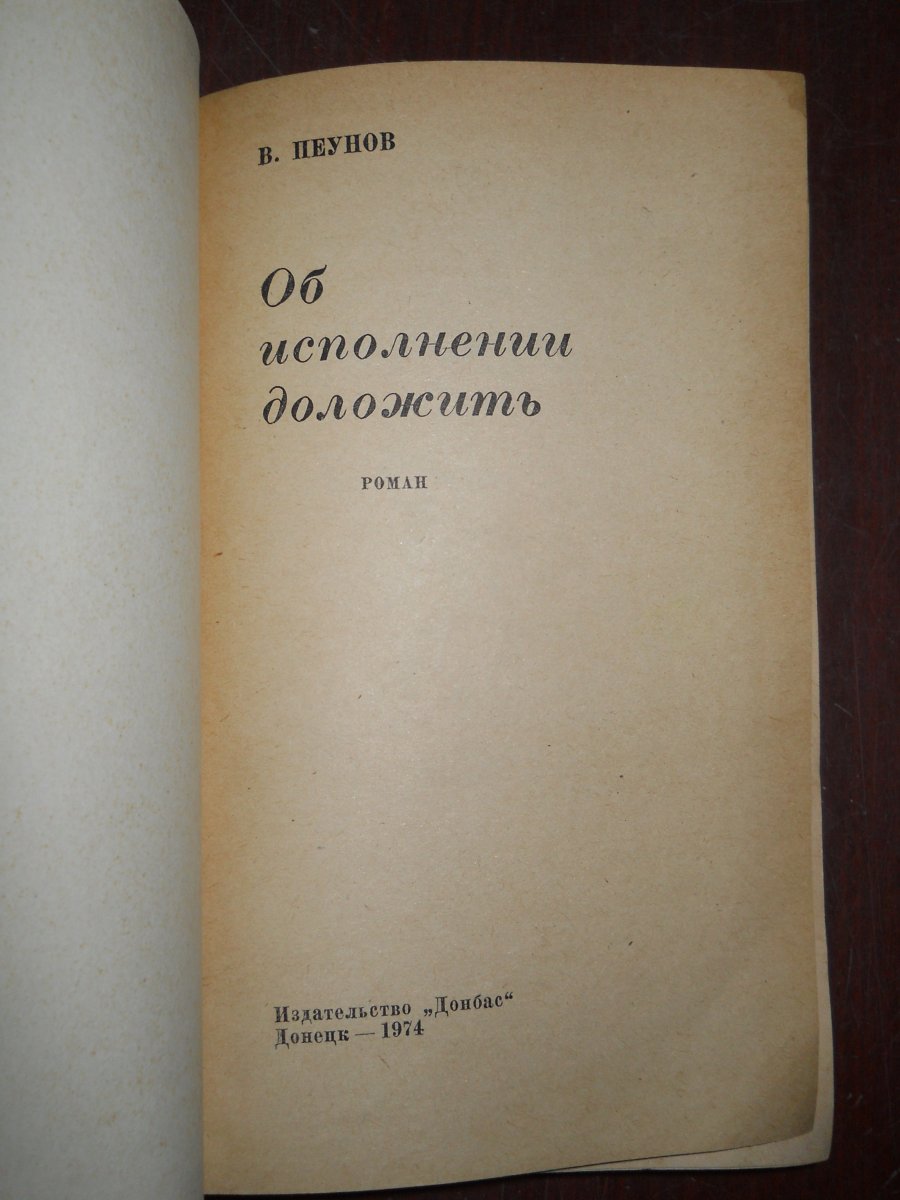 В. ПЕУНОВ
Об
исполнении
доложить
РОМАН
Издательство „Донбас“
Донецк — 1974